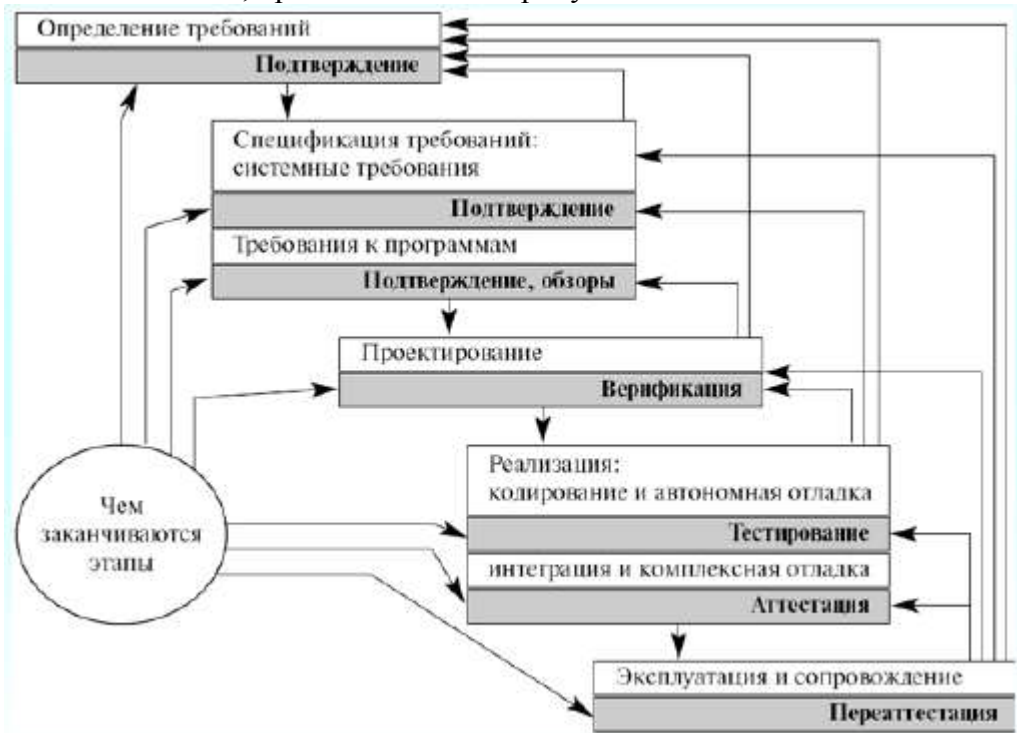 Определение требований
Подтверждение
Спецификация требований:
системные требования
Подтверждение
Требования к программам
Подтверждение, обзоры
Проектирование
Верификация
Реализация:
кодирование и автономная отладка
Тестирование
интеграция и комплексная отладка
Аттестация
Чем
заканчиваются
этапы
Эксплуатация и сопровождение
Переаттестация